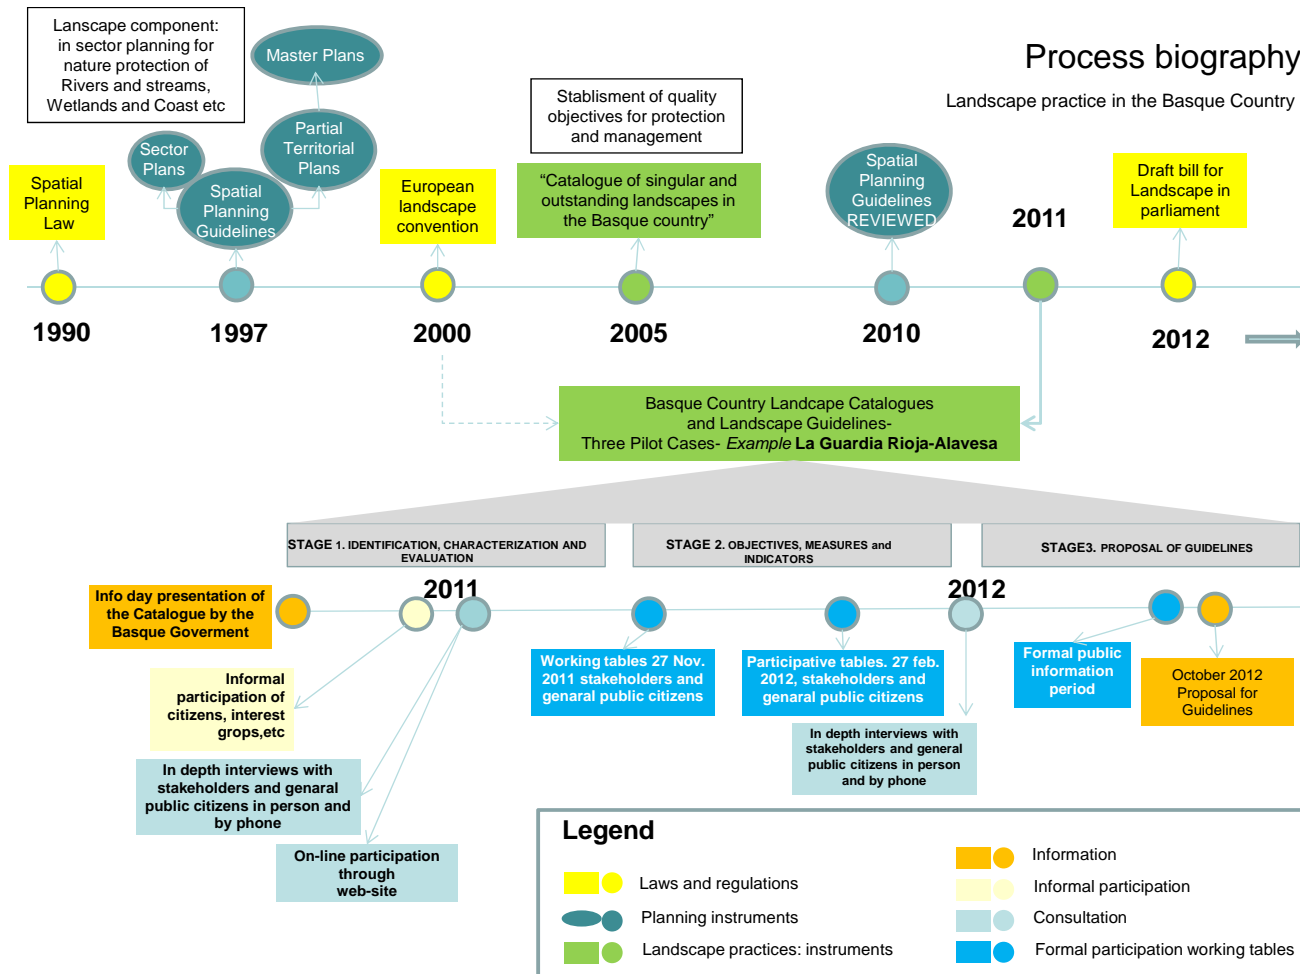 Process biography
Landscape practice in the Basque Country
Lanscape component:
in sector planning for
nature protection of
Rivers and streams,
Wetlands and Coast etc
Master Plans
Sector
Plans
Partial
Territorial
Plans
Spatial
Planning
Guidelines
Spatial
Planning
Law
European
landscape
convention
Stablisment of quality
objectives for protection
and management
“Catalogue of singular and
outstanding landscapes in
the Basque country”
Spatial
Planning
Guidelines
REVIEWED
2011
Draft bill for
Landscape in
parliament
1990
1997
2000
2005
2010
2012
Basque Country Landcape Catalogues
and Landscape Guidelines-
Three Pilot Cases- Example La Guardia Rioja-Alavesa
STAGE 1. IDENTIFICATION, CHARACTERIZATION AND
EVALUATION
STAGE 2. OBJECTIVES, MEASURES and
INDICATORS
STAGE3. PROPOSAL OF GUIDELINES
2011
2012
Info day presentation of
the Catalogue by the
Basque Goverment
Informal
participation of
citizens, interest
grops,etc
In depth interviews with
stakeholders and genaral
public citizens in person and
by phone
On-line participation
through
web-site
Working tables 27 Nov.
2011 stakeholders and
genaral public citizens
Participative tables. 27 feb.
2012, stakeholders and
genaral public citizens
In depth interviews with
stakeholders and general
public citizens in person
and by phone
Formal public
information
period
October 2012
Proposal for
Guidelines
Legend
Laws and regulations
Planning instruments
Landscape practices: instruments
Information
Informal participation
Consultation
Formal participation working tables